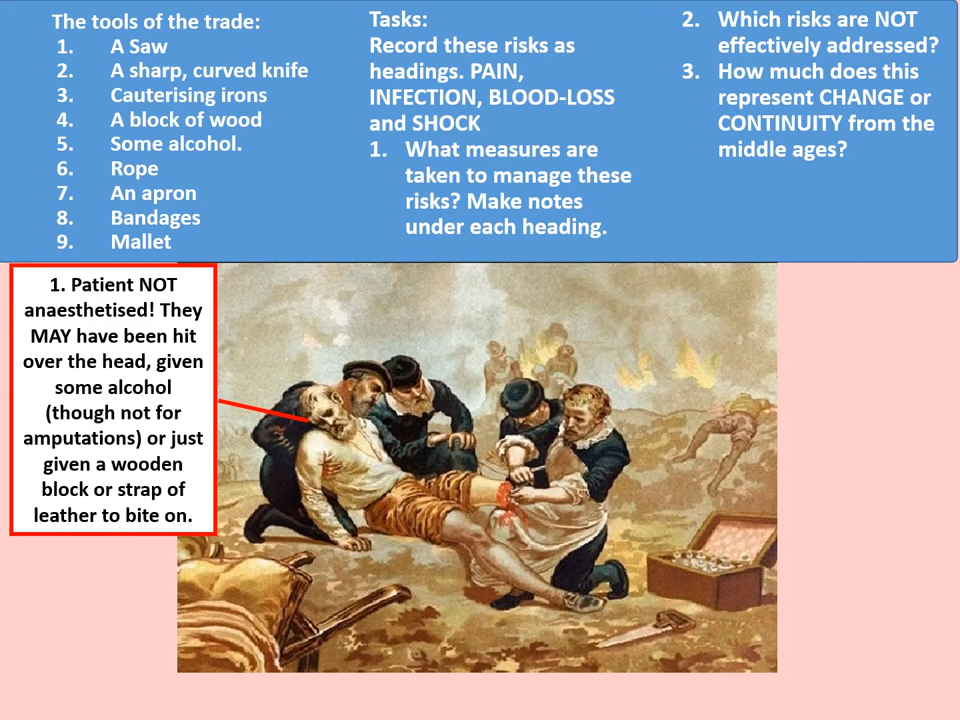 The tools of the trade:
1. A Saw
2. A sharp, curved knife
3. Cauterising irons
4. A block of wood
5. Some alcohol.
6. Rope
7. An apron
8. Bandages
9. Mallet
Tasks:
Record these risks as
headings. PAIN,
INFECTION, BLOOD-LOSS
and SHOCK
1. What measures are
taken to manage these
risks? Make notes
under each heading.
2. Which risks are NOT
effectively addressed?
3. How much does this
represent CHANGE or
CONTINUITY from the
middle ages?
1. Patient NOT
anaesthetised! They
MAY have been hit
over the head, given
some alcohol
(though not for
amputations) or just
given a wooden
block or strap of
leather to bite on.